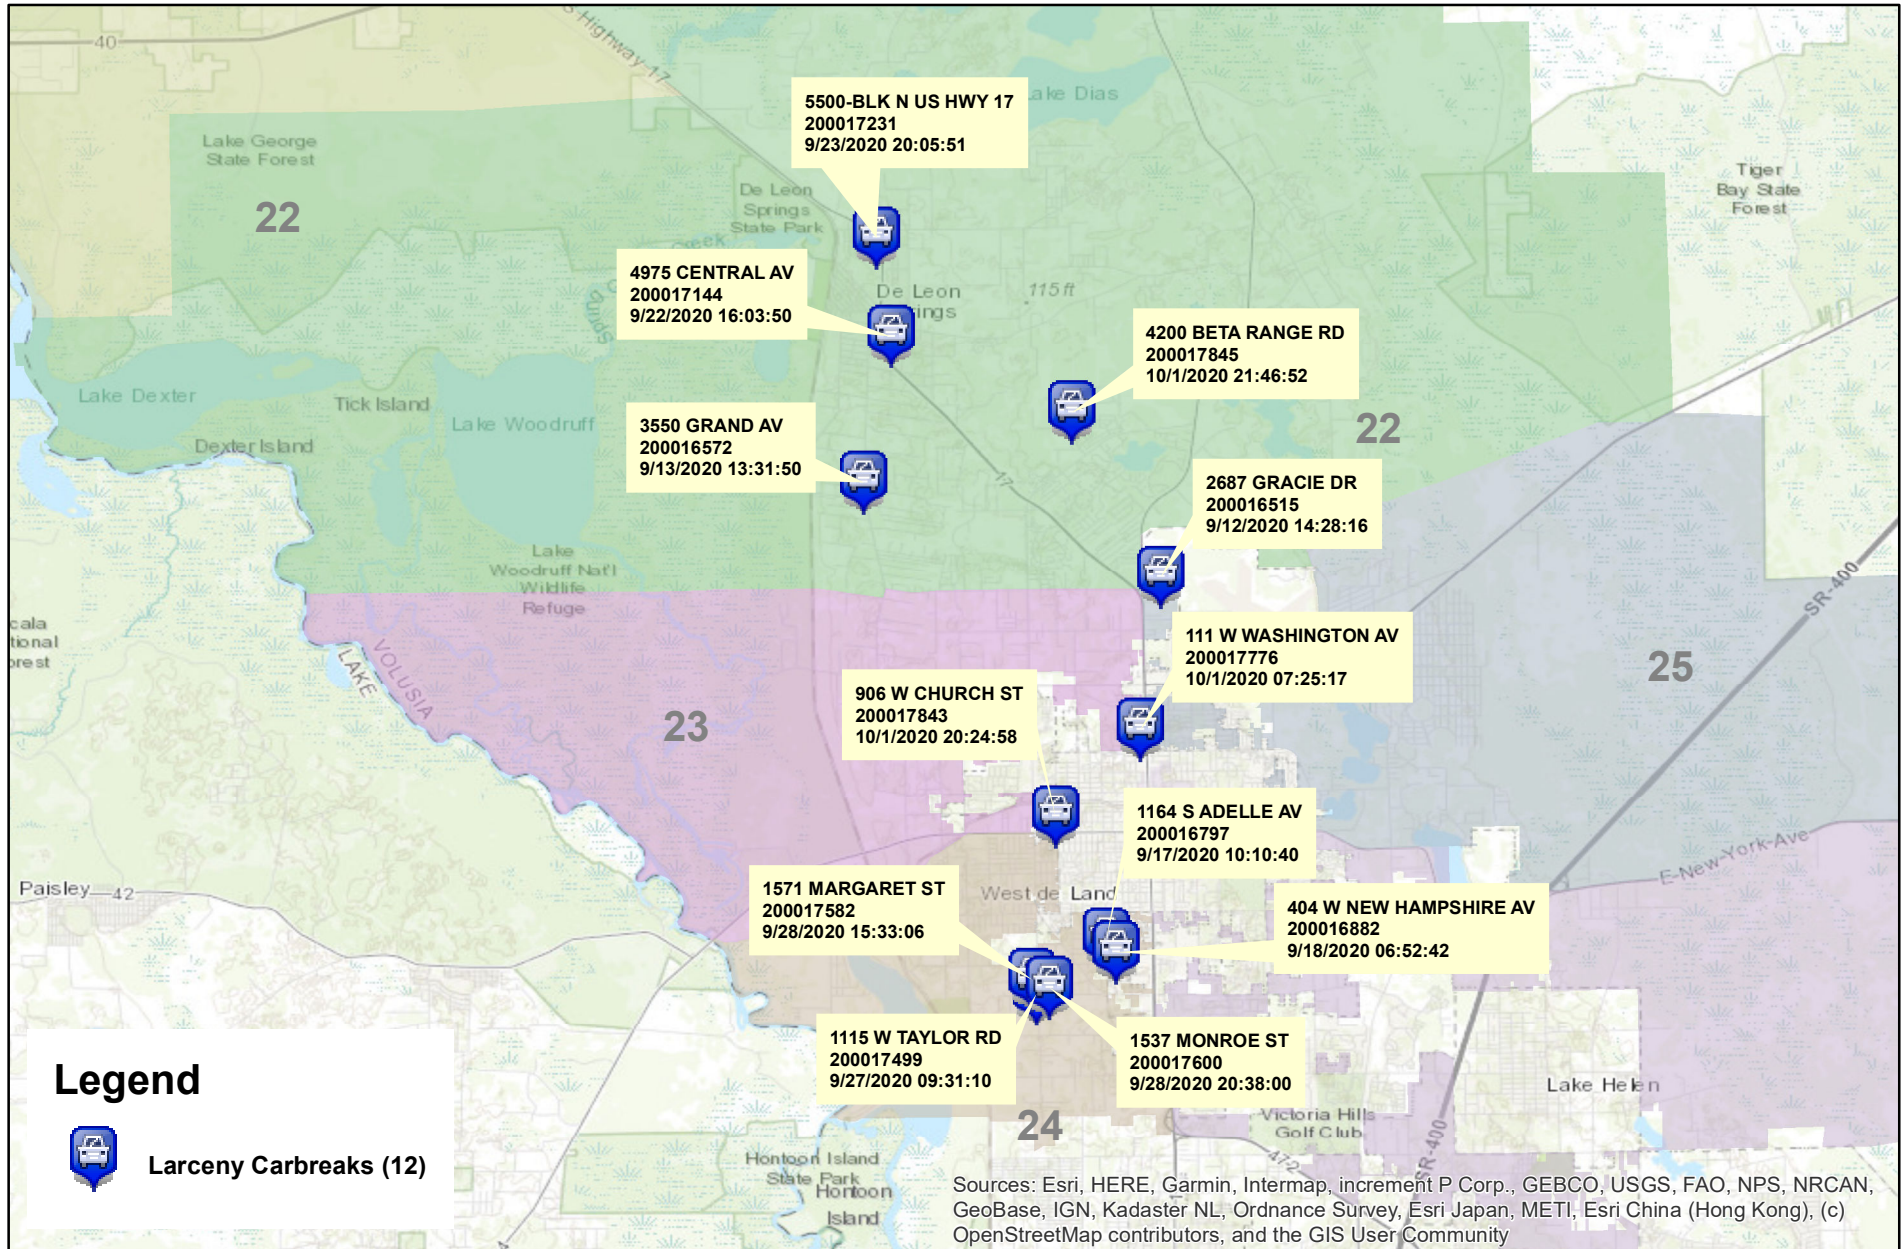 40
S Highway 17
Lake Dias
5500-BLK N US HWY 17
200017231
9/23/2020 20:05:51
Lake George
State Forest
22
De Leon
Springs
State Park
Tiger
Bay State
Forest
Creek
4975 CENTRAL AV
200017144
9/22/2020 16:03:50
De Leon
115 ft
4200 BETA RANGE RD
200017845
10/1/2020 21:46:52
Lake Dexter
Tick Island
Lake Woodruff
Dexter Island
3550 GRAND AV
200016572
9/13/2020 13:31:50
22
17
2687 GRACIE DR
200016515
9/12/2020 14:28:16
Lake
Woodruff Nat'l
Wildlife
Refuge
SR-400
VOLUSIA
LAKE
111 W WASHINGTON AV
200017776
10/1/2020 07:25:17
25
23
906 W CHURCH ST
200017843
10/1/2020 20:24:58
1164 S ADELLE AV
200016797
9/17/2020 10:10:40
E-New-York-Ave
Paisley
42
West de Land
1571 MARGARET ST
200017582
9/28/2020 15:33:06
404 W NEW HAMPSHIRE AV
200016882
9/18/2020 06:52:42
1115 W TAYLOR RD
200017499
9/27/2020 09:31:10
1537 MONROE ST
200017600
9/28/2020 20:38:00
Lake Helen
24
Victoria Hills
Golf Club
SR-400
472
Legend
Larceny Carbreaks (12)
Hontoon Island
State Park
Hontoon
Island
Sources: Esri, HERE, Garmin, Intermap, increment P Corp., GEBCO, USGS, FAO, NPS, NRCAN,
GeoBase, IGN, Kadaster NL, Ordnance Survey, Esri Japan, METI, Esri China (Hong Kong), (c)
OpenStreetMap contributors, and the GIS User Community